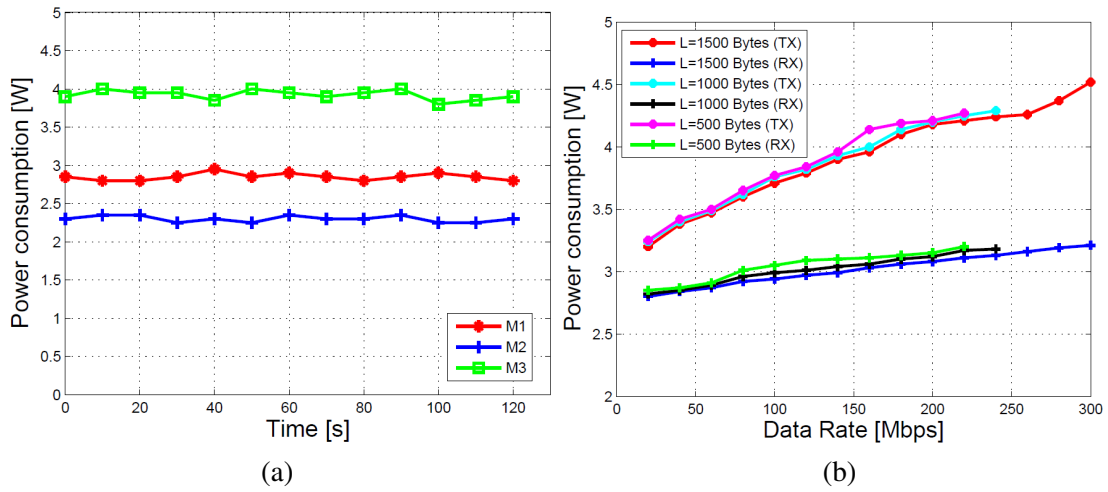 5
4.5
4
3.5
3
2.5
2
1.5
1
0.5
0
0 20 40 60 80 100 120
Power consumption [W]
Time [s]
M1
M2
M3
(a)
5
4.5
4
3.5
3
2.5
2
0 50 100 150 200 250 300
Power consumption [W]
Data Rate [Mbps]
L=1500 Bytes (TX)
L=1500 Bytes (RX)
L=1000 Bytes (TX)
L=1000 Bytes (RX)
L=500 Bytes (TX)
L=500 Bytes (RX)
(b)